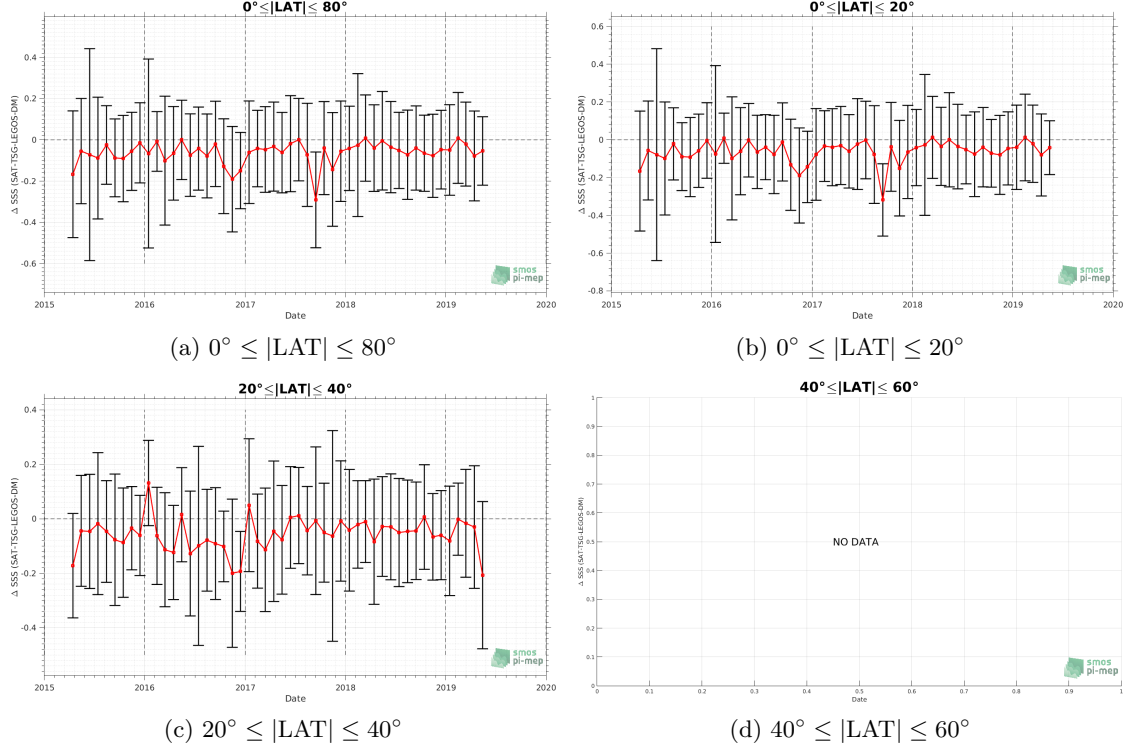 0°≤|LAT|≤ 80°
0.4
0.2
0
-0.2
-0.4
-0.6
Δ SSS (SAT-TSG-LEGOS-DM)
2015
2016
2017
2018
2019
2020
Date
smos
pi-mep
(a) 0° ≤ |LAT| ≤ 80°
0°≤|LAT|≤ 20°
0.6
0.4
0.2
0
-0.2
-0.4
-0.6
-0.8
Δ SSS (SAT-TSG-LEGOS-DM)
2015
2016
2017
2018
2019
2020
Date
smos
pi-mep
(b) 0° ≤ |LAT| ≤ 20°
20°≤|LAT|≤ 40°
0.4
0.2
0
-0.2
-0.4
Δ SSS (SAT-TSG-LEGOS-DM)
2015
2016
2017
2018
2019
2020
Date
smos
pi-mep
(c) 20° ≤ |LAT| ≤ 40°
40°≤|LAT|≤ 60°
1
0.9
0.8
0.7
0.6
0.5
0.4
0.3
0.2
0.1
0
Δ SSS (SAT-TSG-LEGOS-DM)
NO DATA
0
0.1
0.2
0.3
0.4
0.5
0.6
0.7
0.8
0.9
1
Date
smos
pi-mep
(d) 40° ≤ |LAT| ≤ 60°